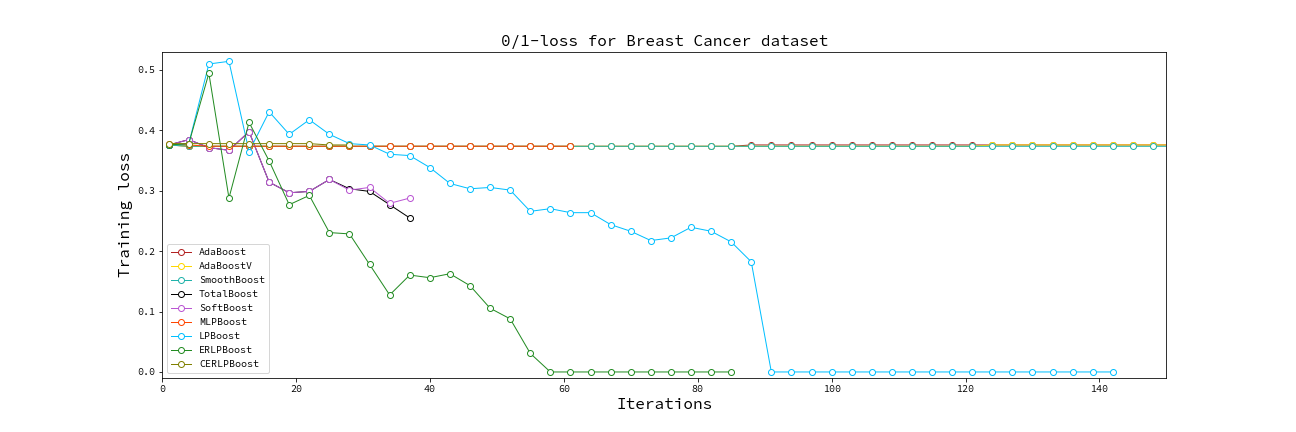 0/1-loss for Breast Cancer dataset
Training loss
0.5
0.4
0.3
0.2
0.1
0.0
AdaBoost
AdaBoostV
SmoothBoost
TotalBoost
SoftBoost
MLPBoost
LPBoost
ERLPBoost
CERLPBoost
0 20 40 60 80 100 120 140
Iterations